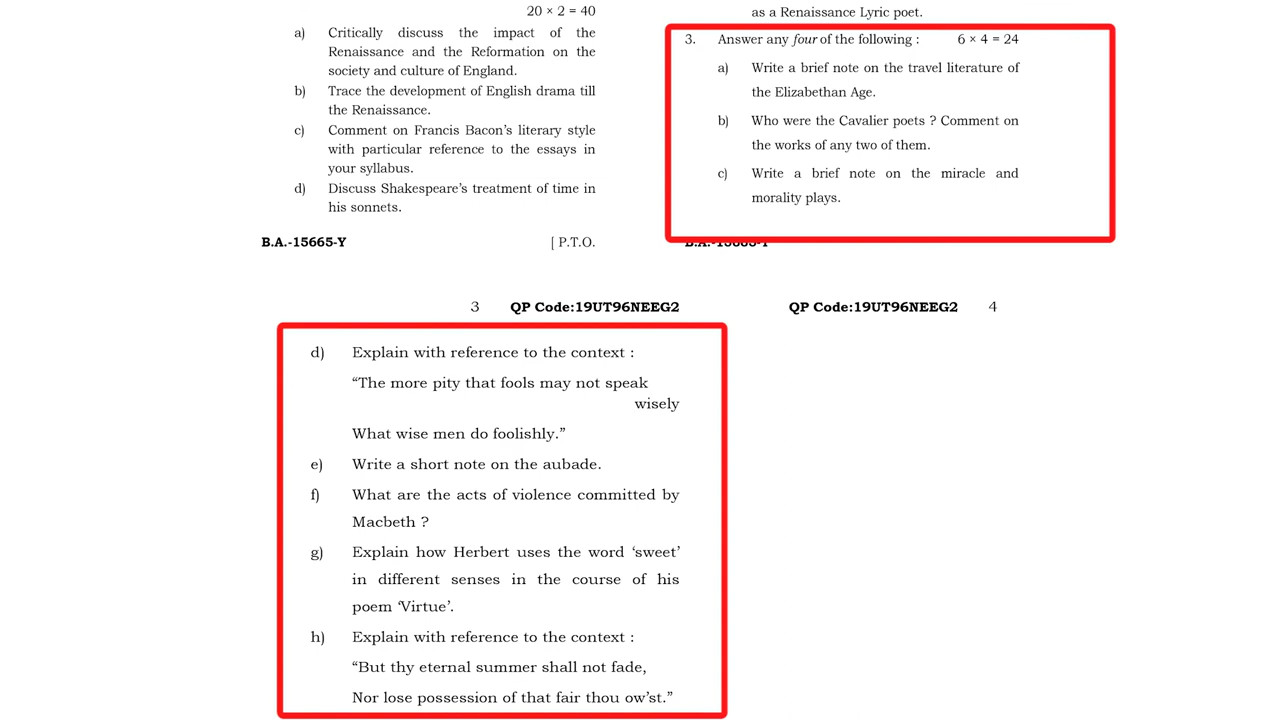 20 × 2 = 40
a) Critically discuss the impact of the
Renaissance and the Reformation on the
society and culture of England.
b) Trace the development of English drama till
the Renaissance.
c) Comment on Francis Bacon’s literary style
with particular reference to the essays in
your syllabus.
d) Discuss Shakespeare’s treatment of time in
his sonnets.
B.A.-15665-Y [ P.T.O.
as a Renaissance Lyric poet.
3. Answer any four of the following : 6 × 4 = 24
a) Write a brief note on the travel literature of
the Elizabethan Age.
b) Who were the Cavalier poets ? Comment on
the works of any two of them.
c) Write a brief note on the miracle and
morality plays.
3 QP Code:19UT96NEEG2
d) Explain with reference to the context :
“The more pity that fools may not speak
wisely
What wise men do foolishly.”
e) Write a short note on the aubade.
f) What are the acts of violence committed by
Macbeth ?
g) Explain how Herbert uses the word ‘sweet’
in different senses in the course of his
poem ‘Virtue’.
h) Explain with reference to the context :
“But thy eternal summer shall not fade,
Nor lose possession of that fair thou ow’st.”
QP Code:19UT96NEEG2 4